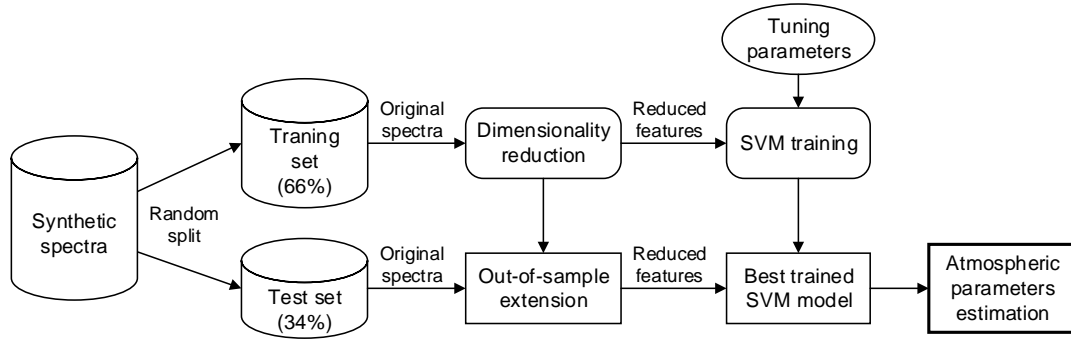 Tuning
parameters
Original
spectra
Reduced
features
Traning
set
(66%)
Dimensionality
reduction
SVM training
Synthetic
spectra
Random
split
Original
spectra
Reduced
features
Test set
(34%)
Out-of-sample
extension
Best trained
SVM model
Atmospheric
parameters
estimation